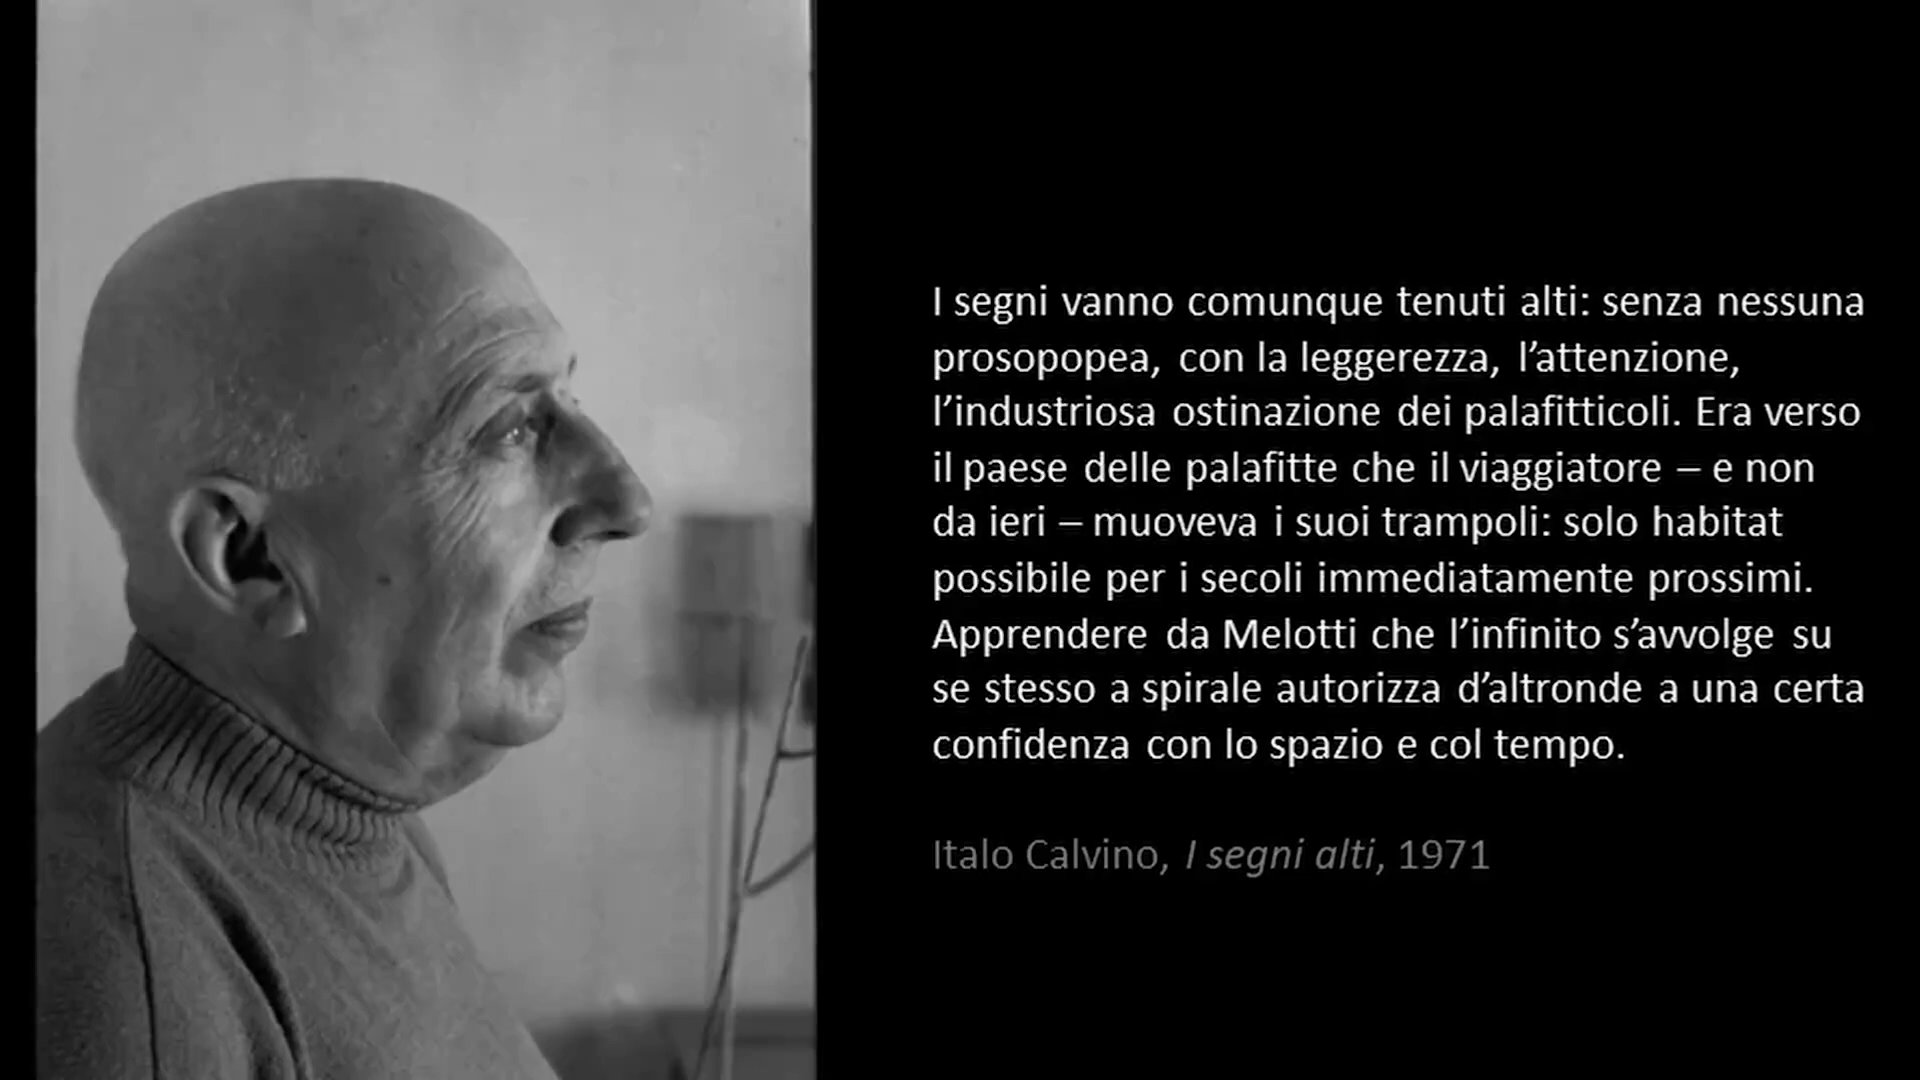 I segni vanno comunque tenuti alti: senza nessuna
prosopopea, con la leggerezza, l’attenzione,
l’industriosa ostinazione dei palafitticoli. Era verso
il paese delle palafitte che il viaggiatore – e non
da ieri – muoveva i suoi trampoli: solo habitat
possibile per i secoli immediatamente prossimi.
Apprendere da Melotti che l’infinito s’avvolge su
se stesso a spirale autorizza d’altronde a una certa
confidenza con lo spazio e col tempo.
Italo Calvino, I segni alti, 1971